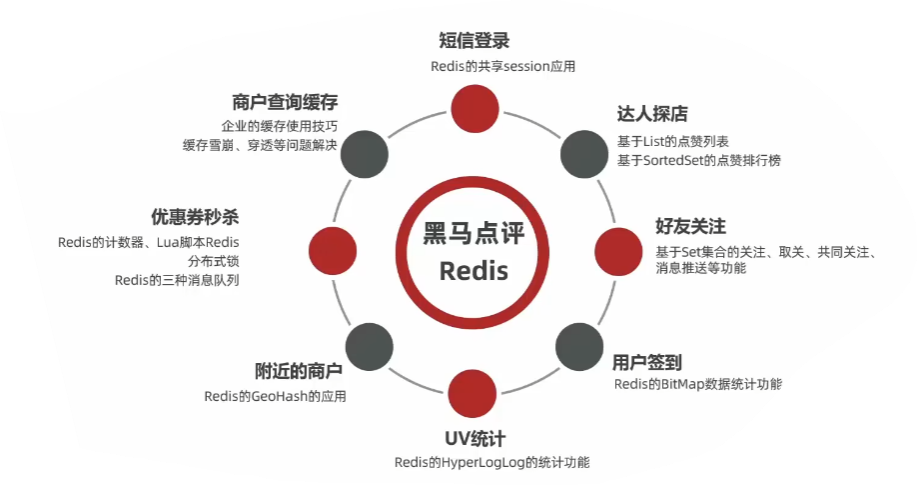 短信登录
Redis的共享session应用
商户查询缓存
企业的缓存使用技巧
缓存雪崩、穿透等问题解决
达人探店
基于List的点赞列表
基于SortedSet的点赞排行榜
优惠券秒杀
Redis的计数器、Lua脚本Redis
分布式锁
Redis的三种消息队列
黑马点评
Redis
好友关注
基于Set集合的关注、取关、共同关注、
消息推送等功能
附近的商户
Redis的GeoHash的应用
用户签到
Redis的BitMap数据统计功能
UV统计
Redis的HyperLogLog的统计功能